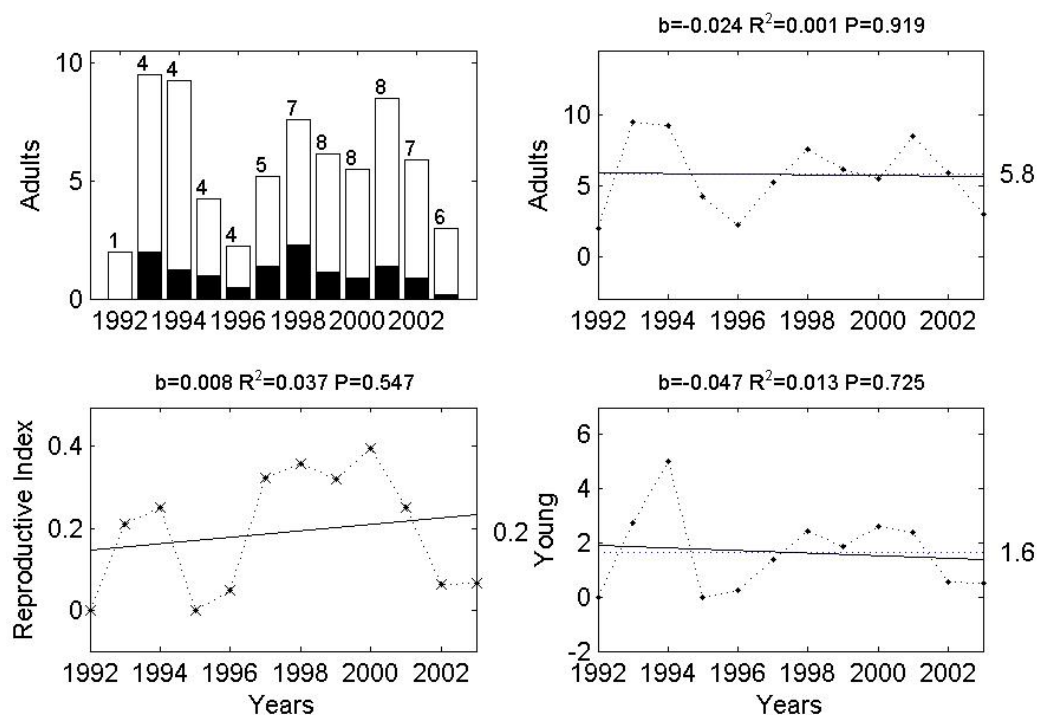 b=-0.024 R²=0.001 P=0.919
10
5
0
Adults
1
4
4
4
4
5
7
8
8
8
7
6
1992 1994 1996 1998 2000 2002
10
5
0
Adults
5.8
1992 1994 1996 1998 2000 2002
b=0.008 R²=0.037 P=0.547
0.4
0.2
0
Reproductive Index
0.2
1992 1994 1996 1998 2000 2002
Years
b=-0.047 R²=0.013 P=0.725
6
4
2
0
-2
Young
1.6
1992 1994 1996 1998 2000 2002
Years